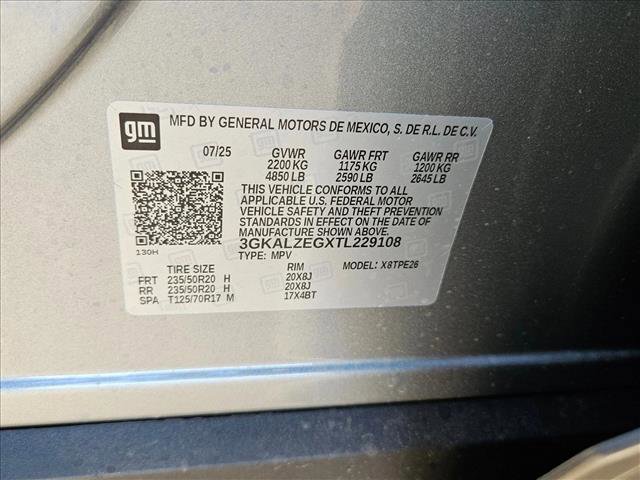 gm
MFD BY GENERAL MOTORS DE MEXICO, S. DE R.L. DE C.V.
07/25 GVWR GAWR FRT GAWR RR
2200 KG 1175 KG 1200 KG
4850 LB 2590 LB 2645 LB
THIS VEHICLE CONFORMS TO ALL
APPLICABLE U.S. FEDERAL MOTOR
VEHICLE SAFETY AND THEFT PREVENTION
STANDARDS IN EFFECT ON THE DATE OF
MANUFACTURE SHOWN ABOVE.
3GKALZEGXTL229108
130H
TYPE: MPV
TIRE SIZE RIM MODEL: X8TPE26
FRT 235/50R20 H 20X8J
RR 235/50R20 H 20X8J
SPA T125/70R17 M 17X4BT